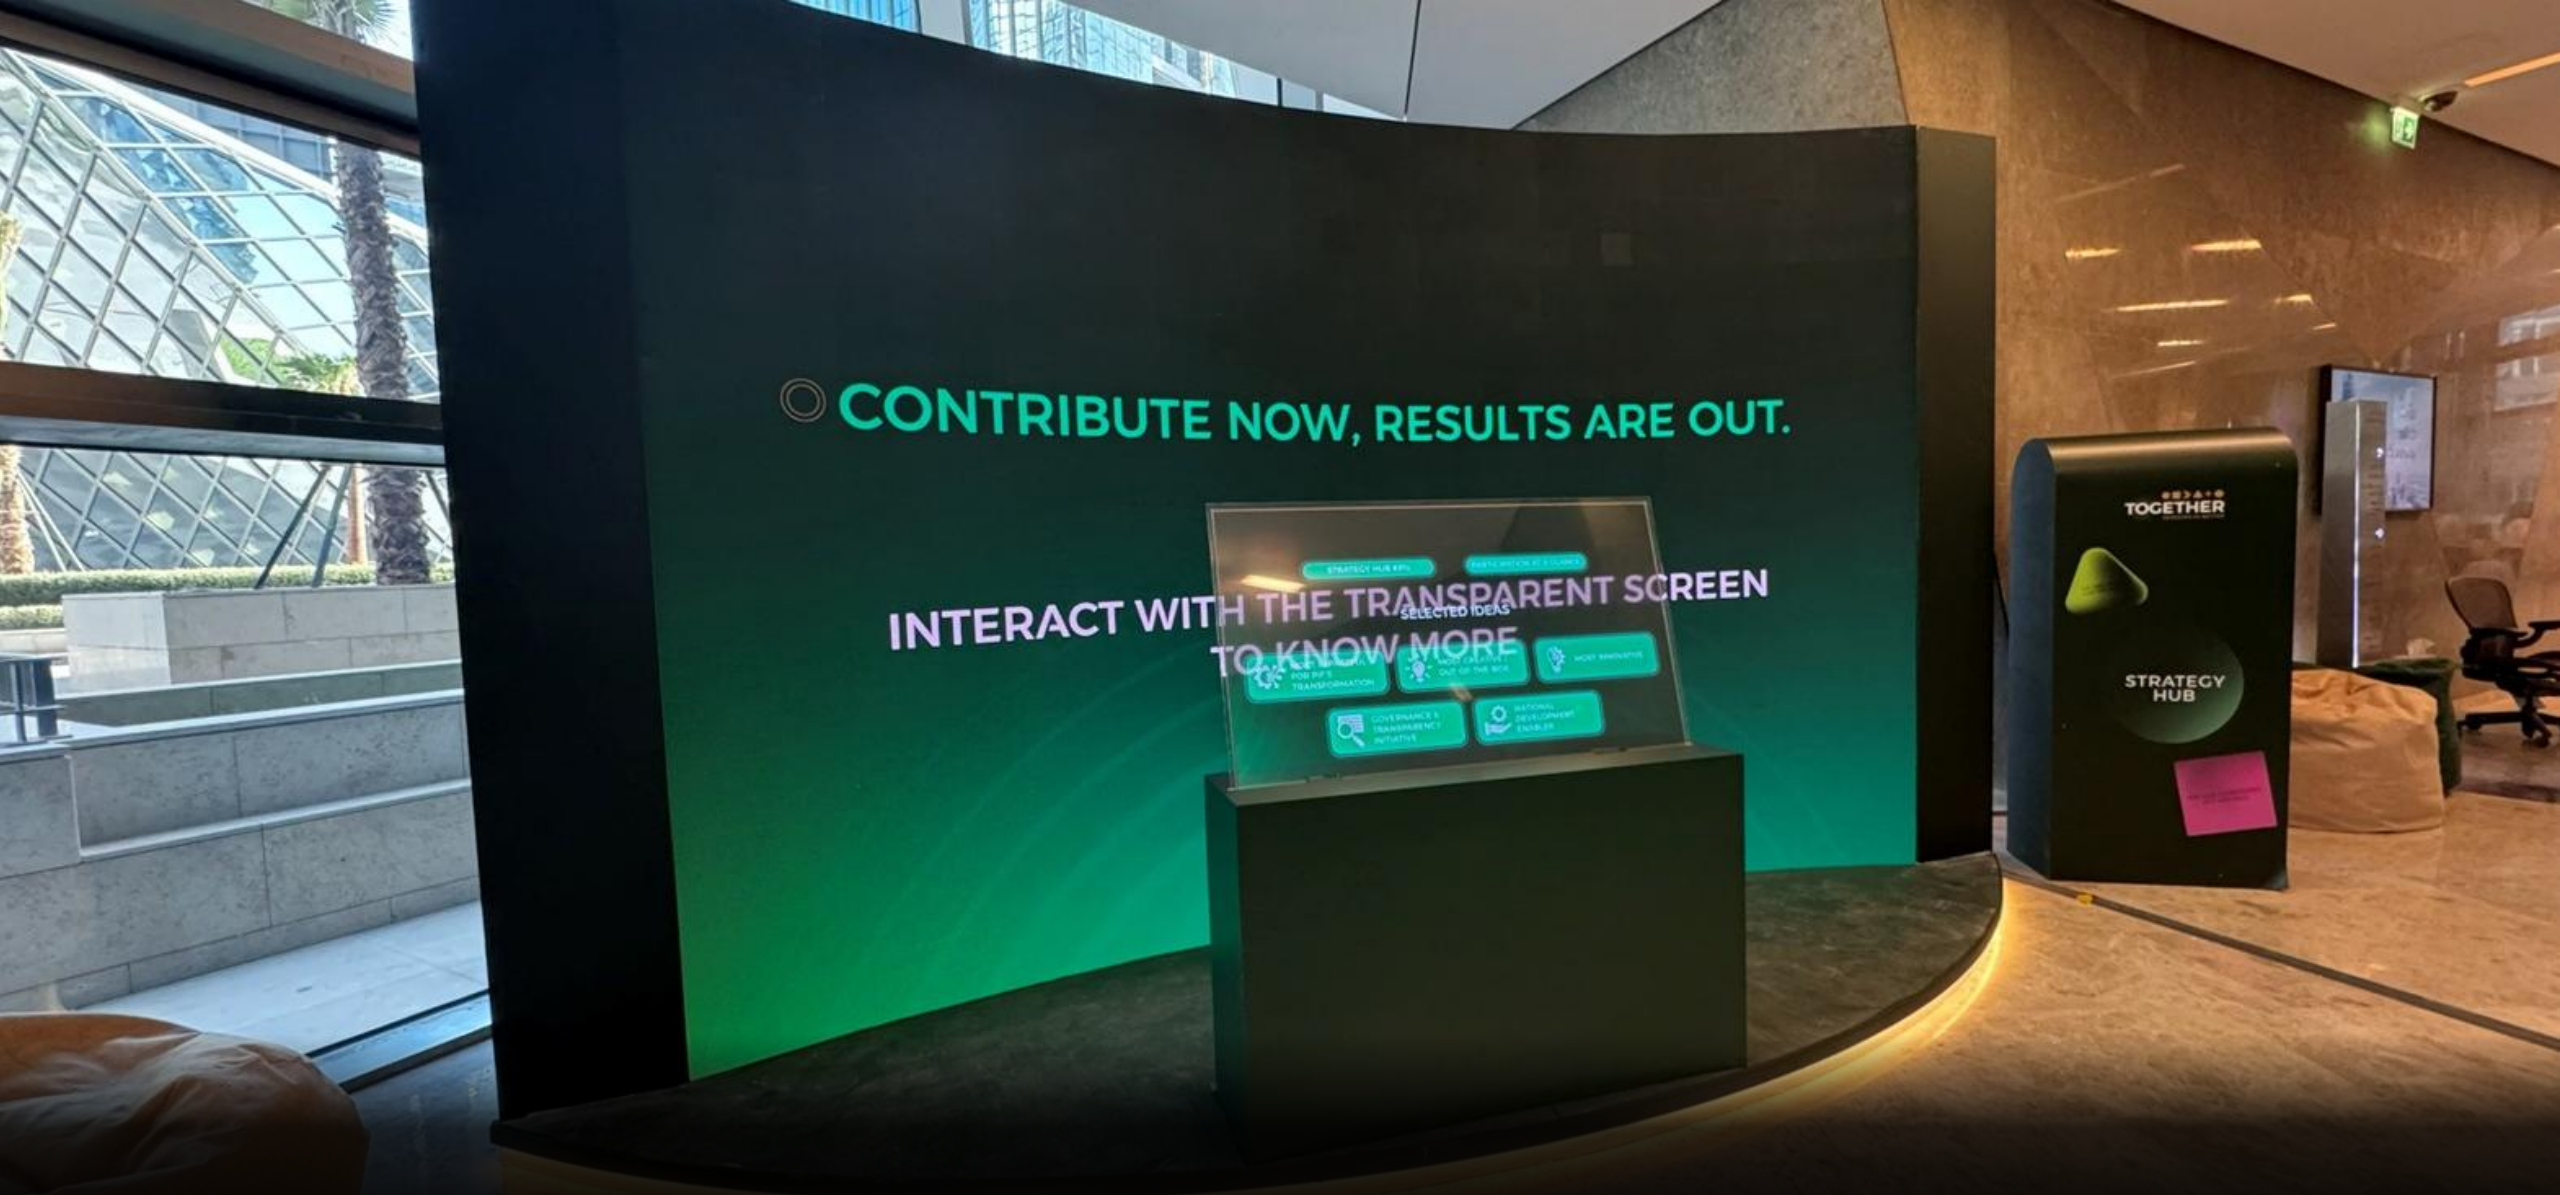 CONTRIBUTE NOW, RESULTS ARE OUT.
INTERACT WITH THE TRANSPARENT SCREEN
TO KNOW MORE
STRATEGY HUB KPIs
PARTICIPATION AT A GLANCE
SELECTED IDEAS
FOR PIF'S
TRANSFORMATION
MOST CREATIVE /
OUT OF THE BOX
MOST INNOVATIVE
GOVERNANCE &
TRANSPARENCY
INITIATIVE
NATIONAL
DEVELOPMENT
ENABLER
TOGETHER
STRATEGY
HUB